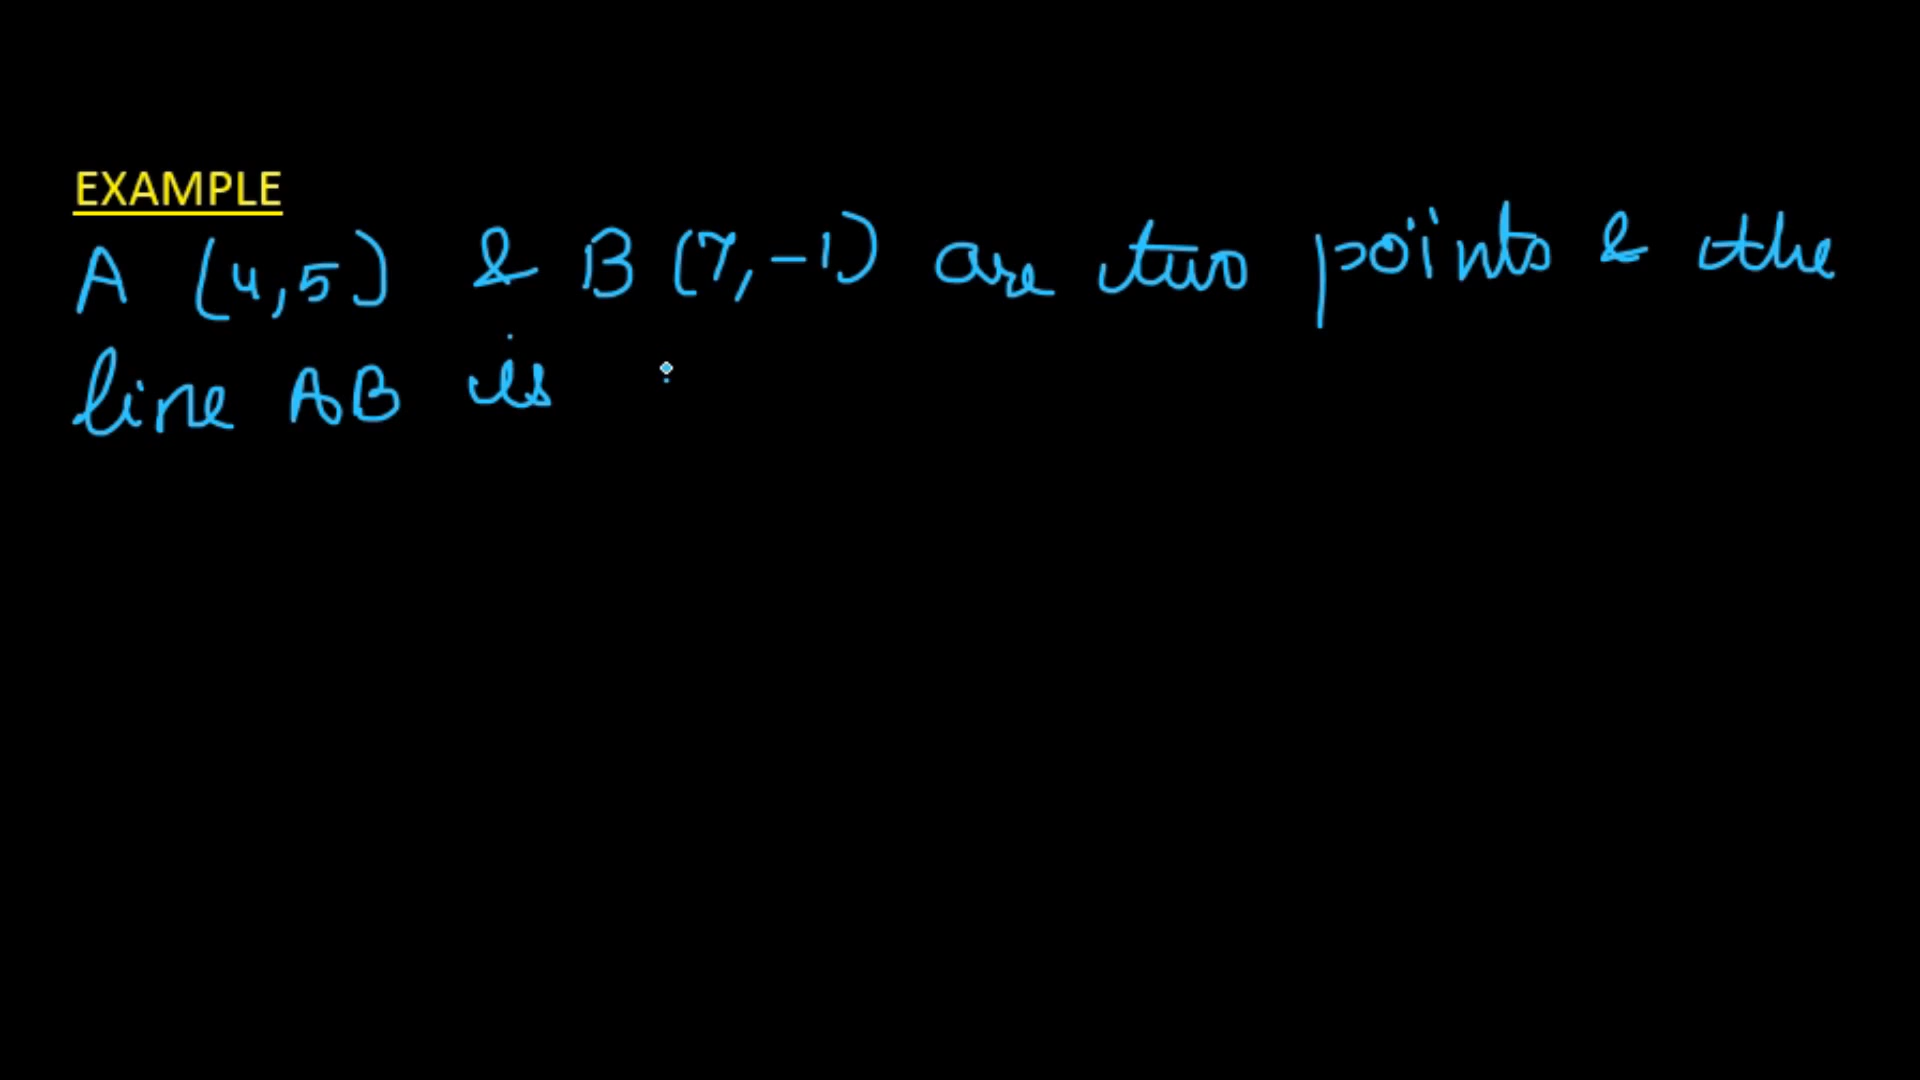 EXAMPLE
A (4,5) & B (7,-1) are two points & the
line AB is